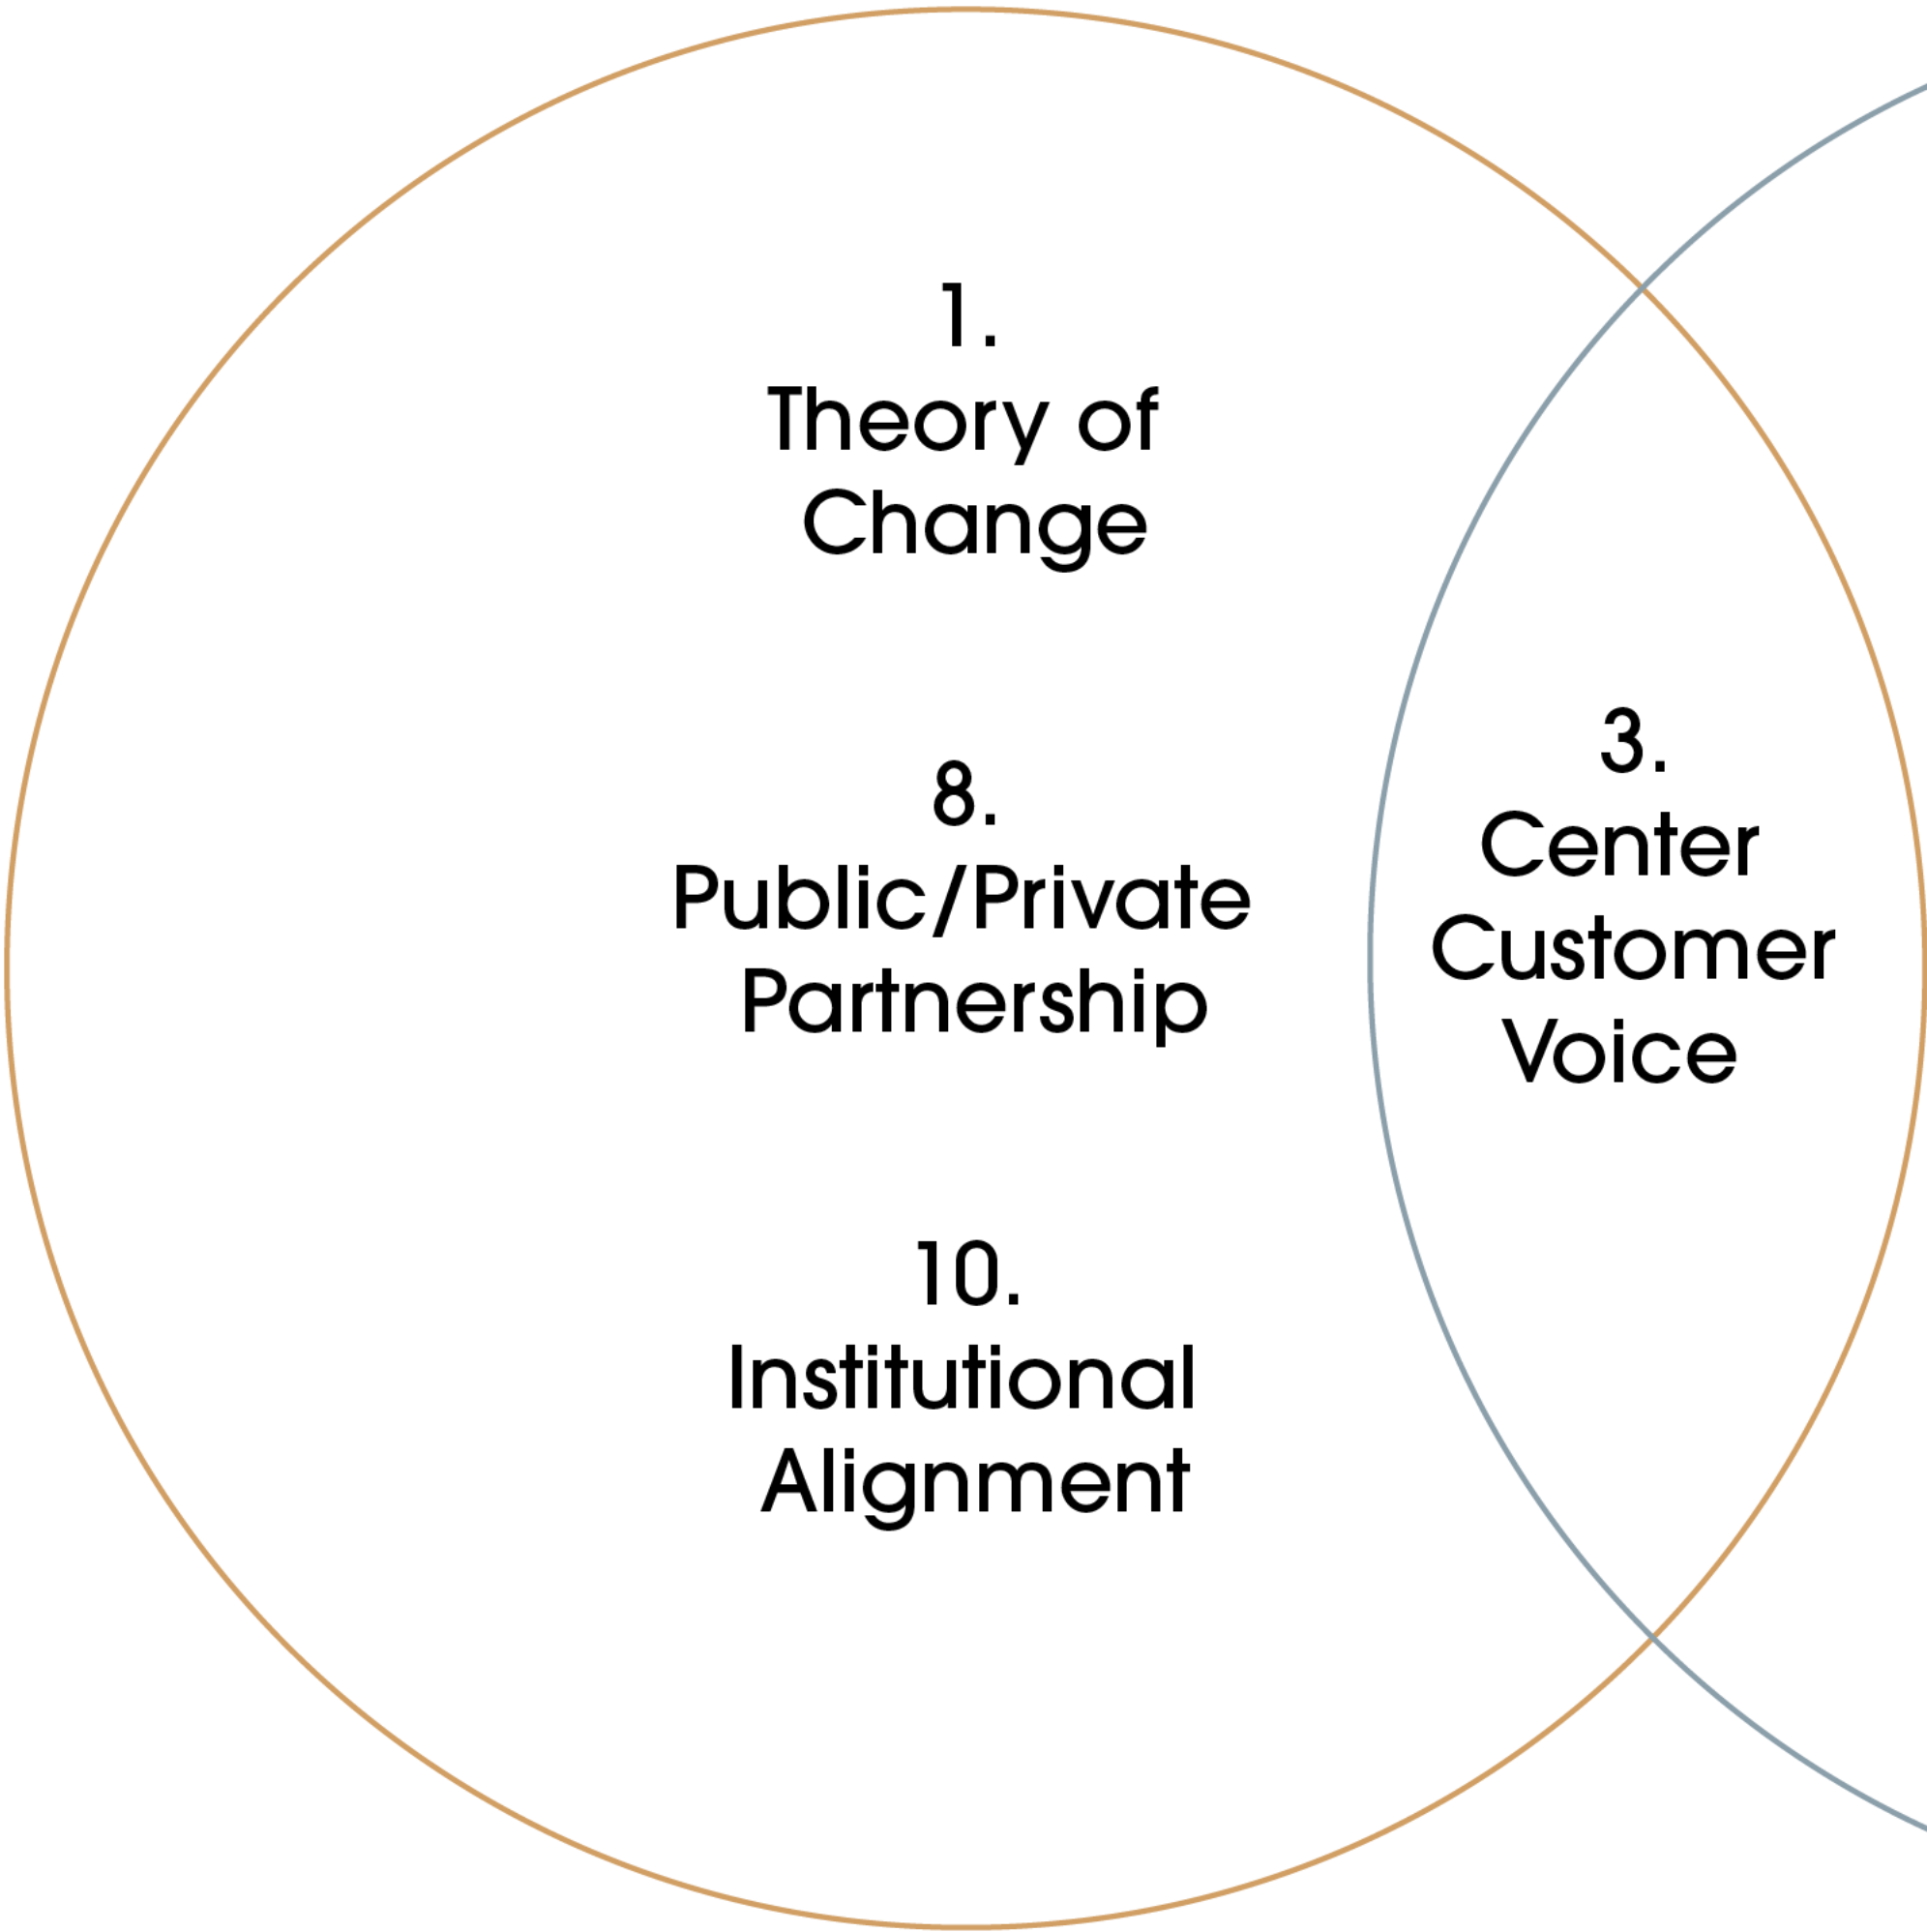 1.
Theory of
Change
8.
Public/Private
Partnership
10.
Institutional
Alignment
3.
Center
Customer
Voice